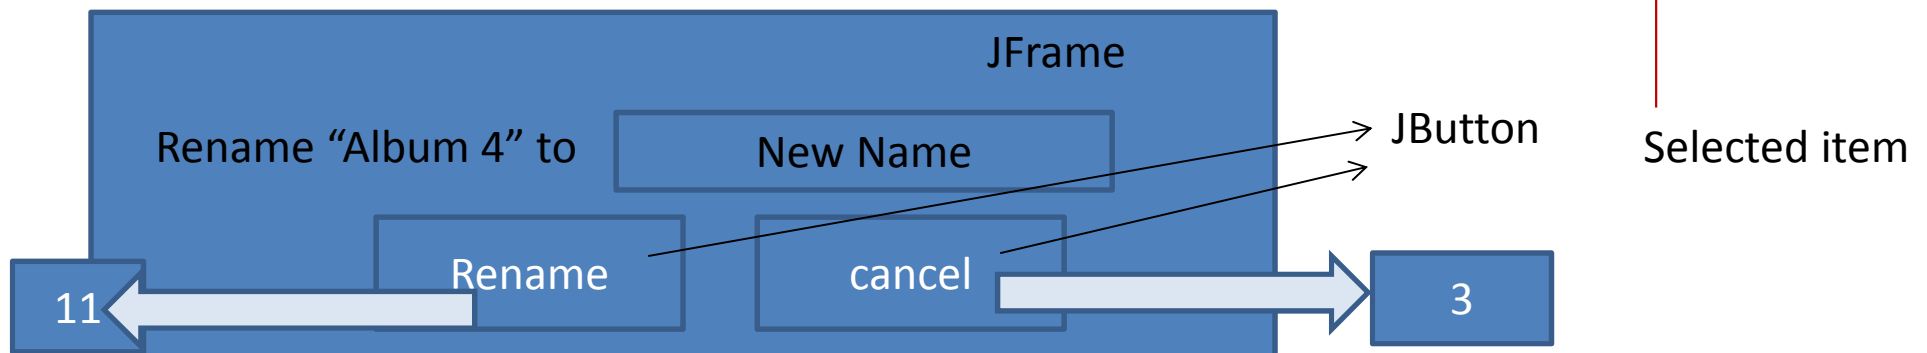 JFrame
Rename “Album 4” to
New Name
JButton
Selected item
Rename
cancel
11
3